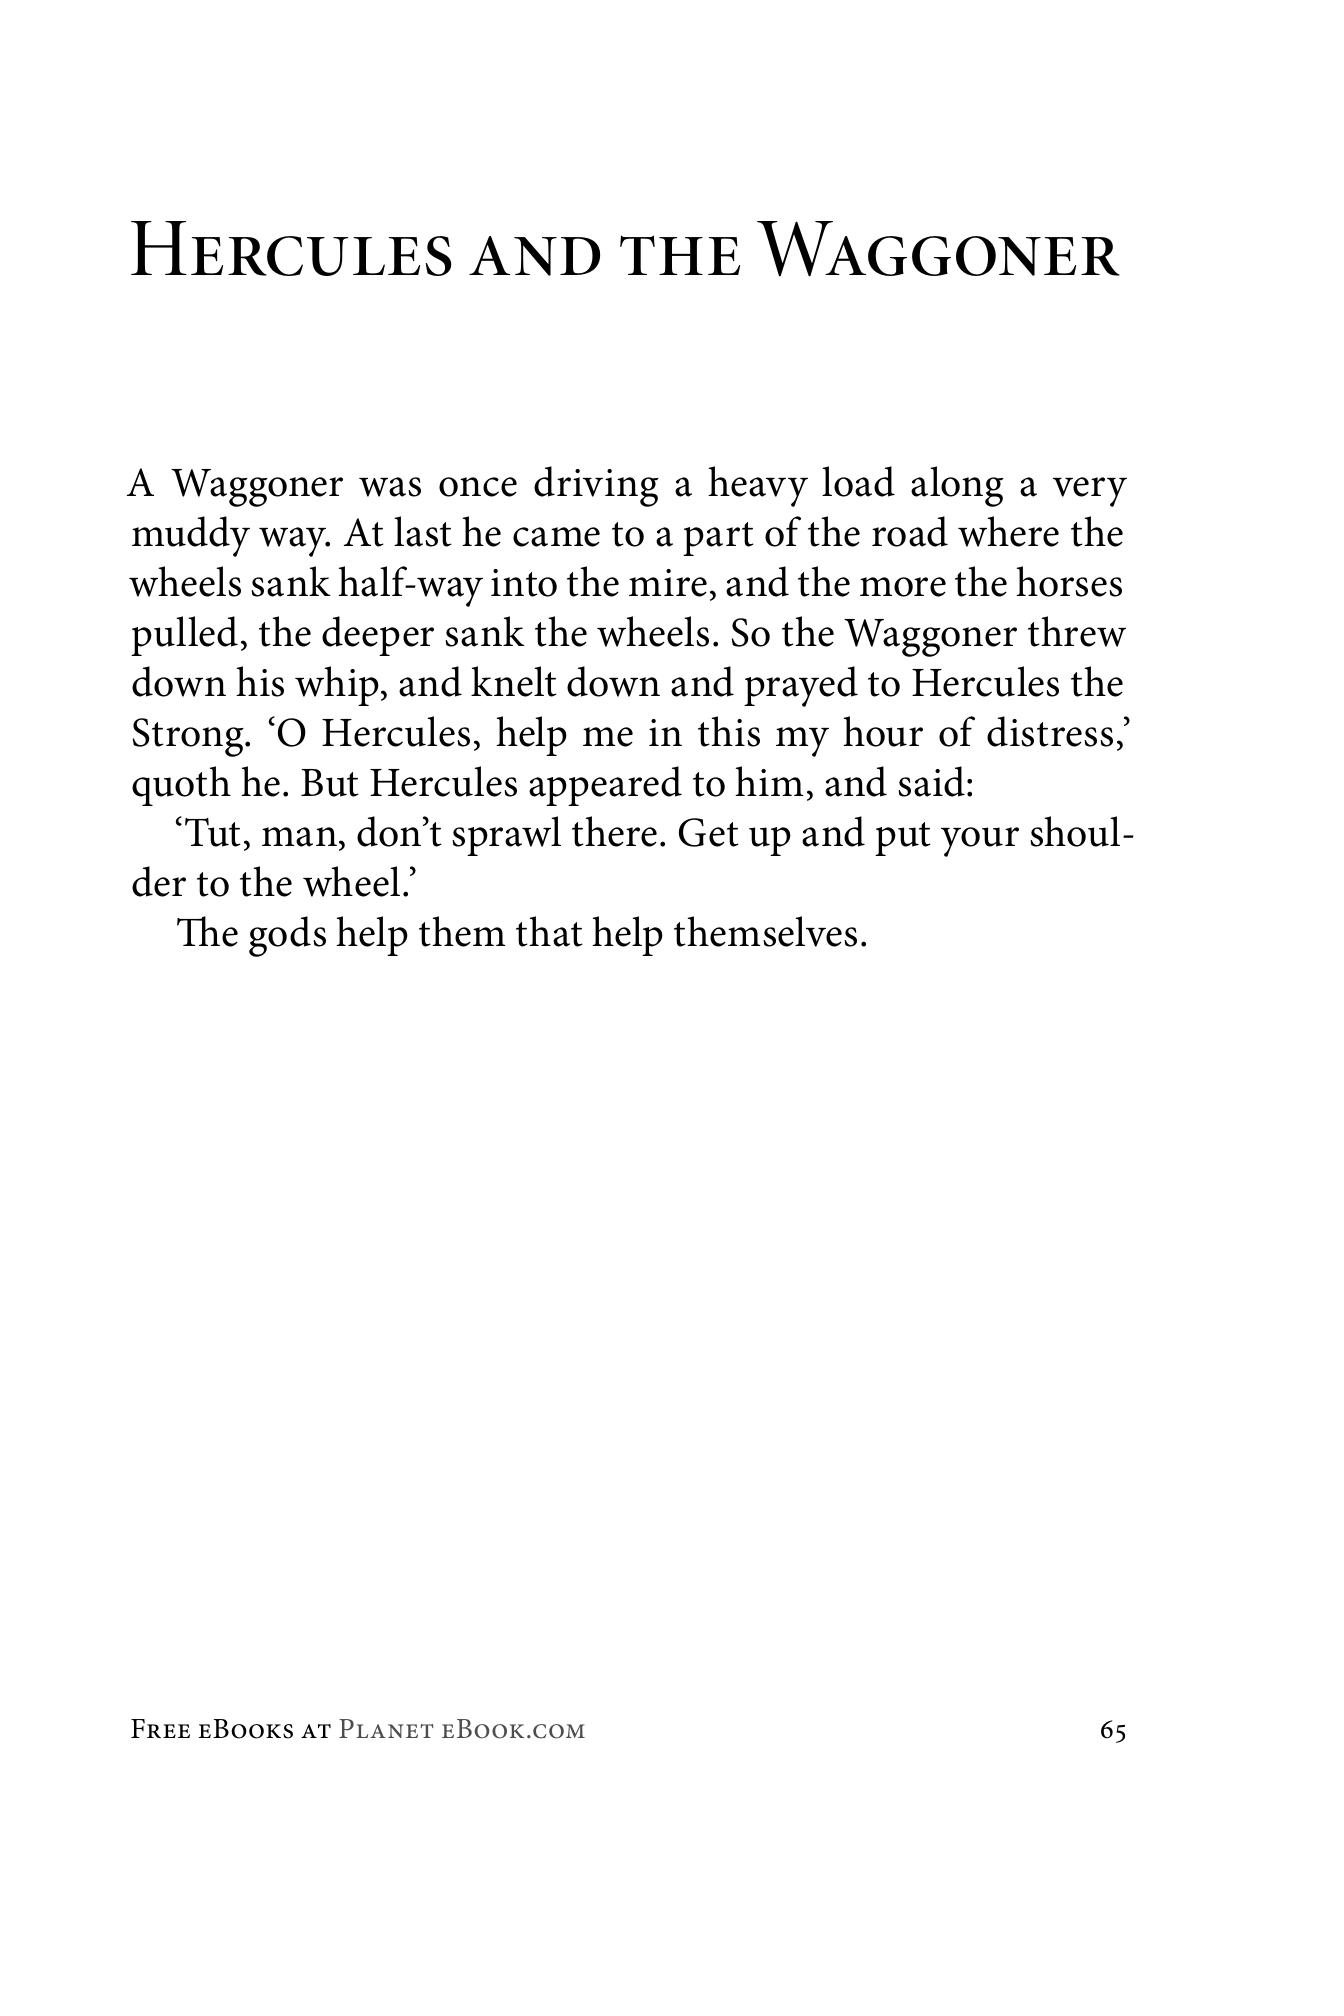 Hercules and the Waggoner
A Waggoner was once driving a heavy load along a very
muddy way. At last he came to a part of the road where the
wheels sank half-way into the mire, and the more the horses
pulled, the deeper sank the wheels. So the Waggoner threw
down his whip, and knelt down and prayed to Hercules the
Strong. ‘O Hercules, help me in this my hour of distress,’
quoth he. But Hercules appeared to him, and said:
‘Tut, man, don’t sprawl there. Get up and put your shoul-
der to the wheel.’
The gods help them that help themselves.
Free eBooks at Planet eBook.com 65